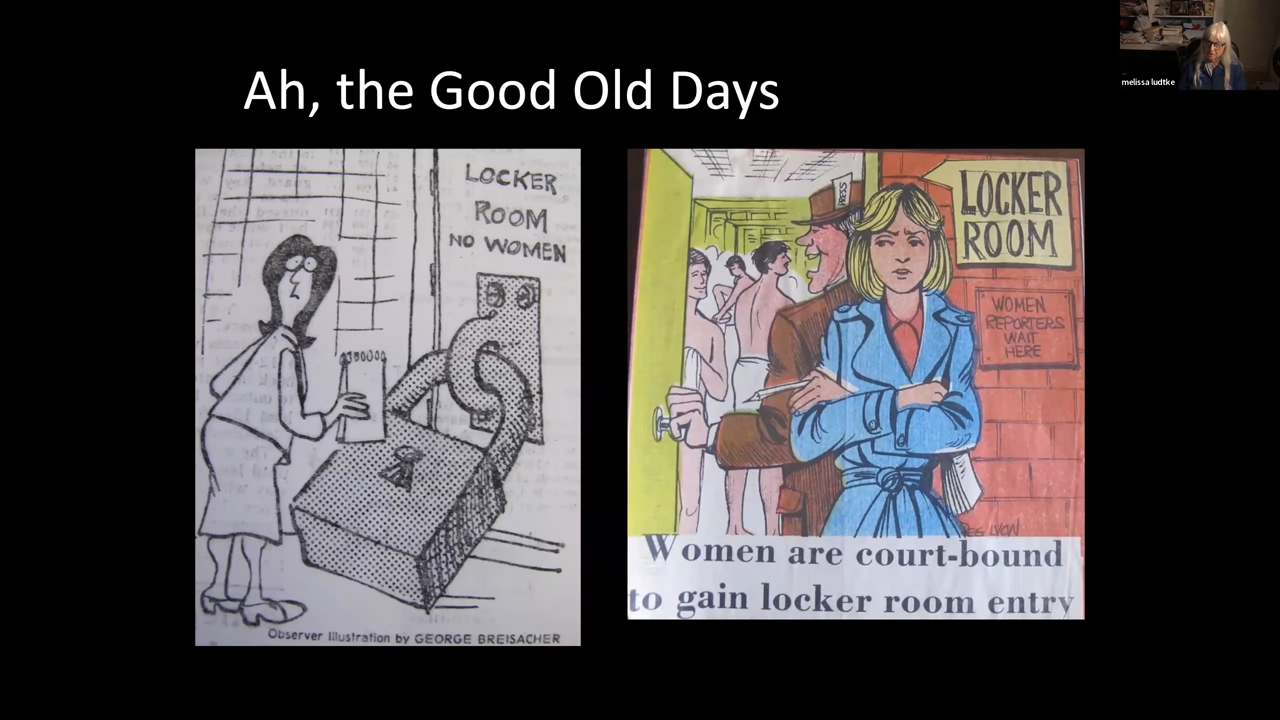 Ah, the Good Old Days
melissa ludtke
LOCKER
ROOM
NO WOMEN
Observer Illustration by GEORGE BREISACHER
PRESS
LOCKER
ROOM
WOMEN
REPORTERS
WAIT
HERE
Women are court-bound
to gain locker room entry